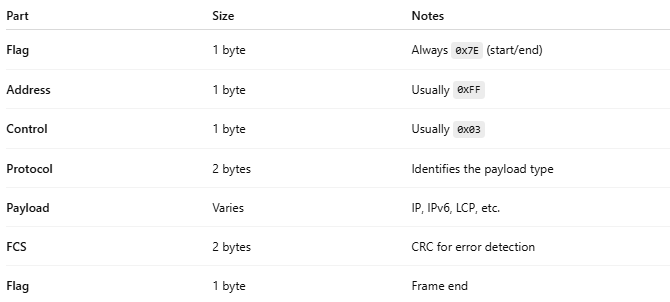 Part Size Notes
Flag 1 byte Always 0x7E (start/end)
Address 1 byte Usually 0xFF
Control 1 byte Usually 0x03
Protocol 2 bytes Identifies the payload type
Payload Varies IP, IPv6, LCP, etc.
FCS 2 bytes CRC for error detection
Flag 1 byte Frame end